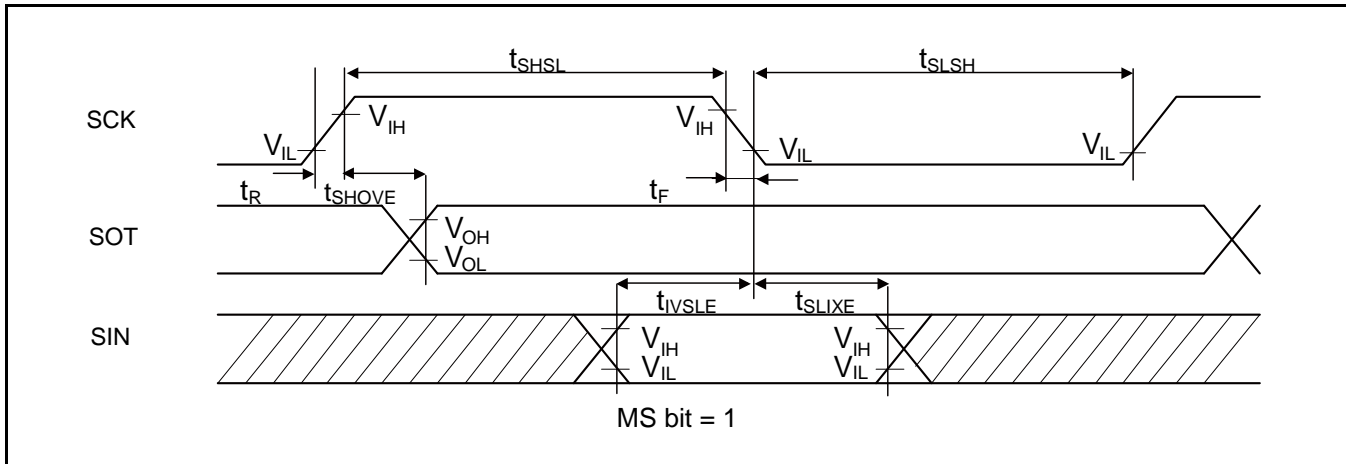 tSHSL tSLSH
SCK VIH VIH
VIL VIL VIL
tR tSHOVE tF
SOT VOH
VOL
tIVSLE tSLIXE
SIN VIH VIH
VIL VIL
MS bit = 1